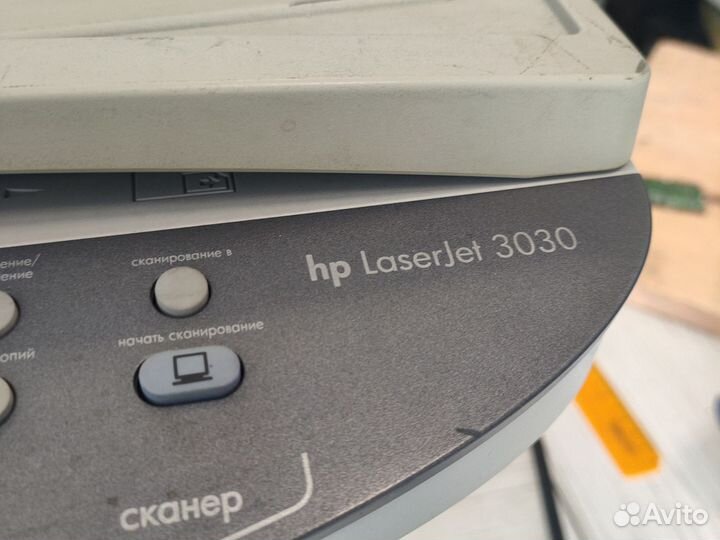 сканирование в
hp LaserJet 3030
начать сканирование
сканер
Avito